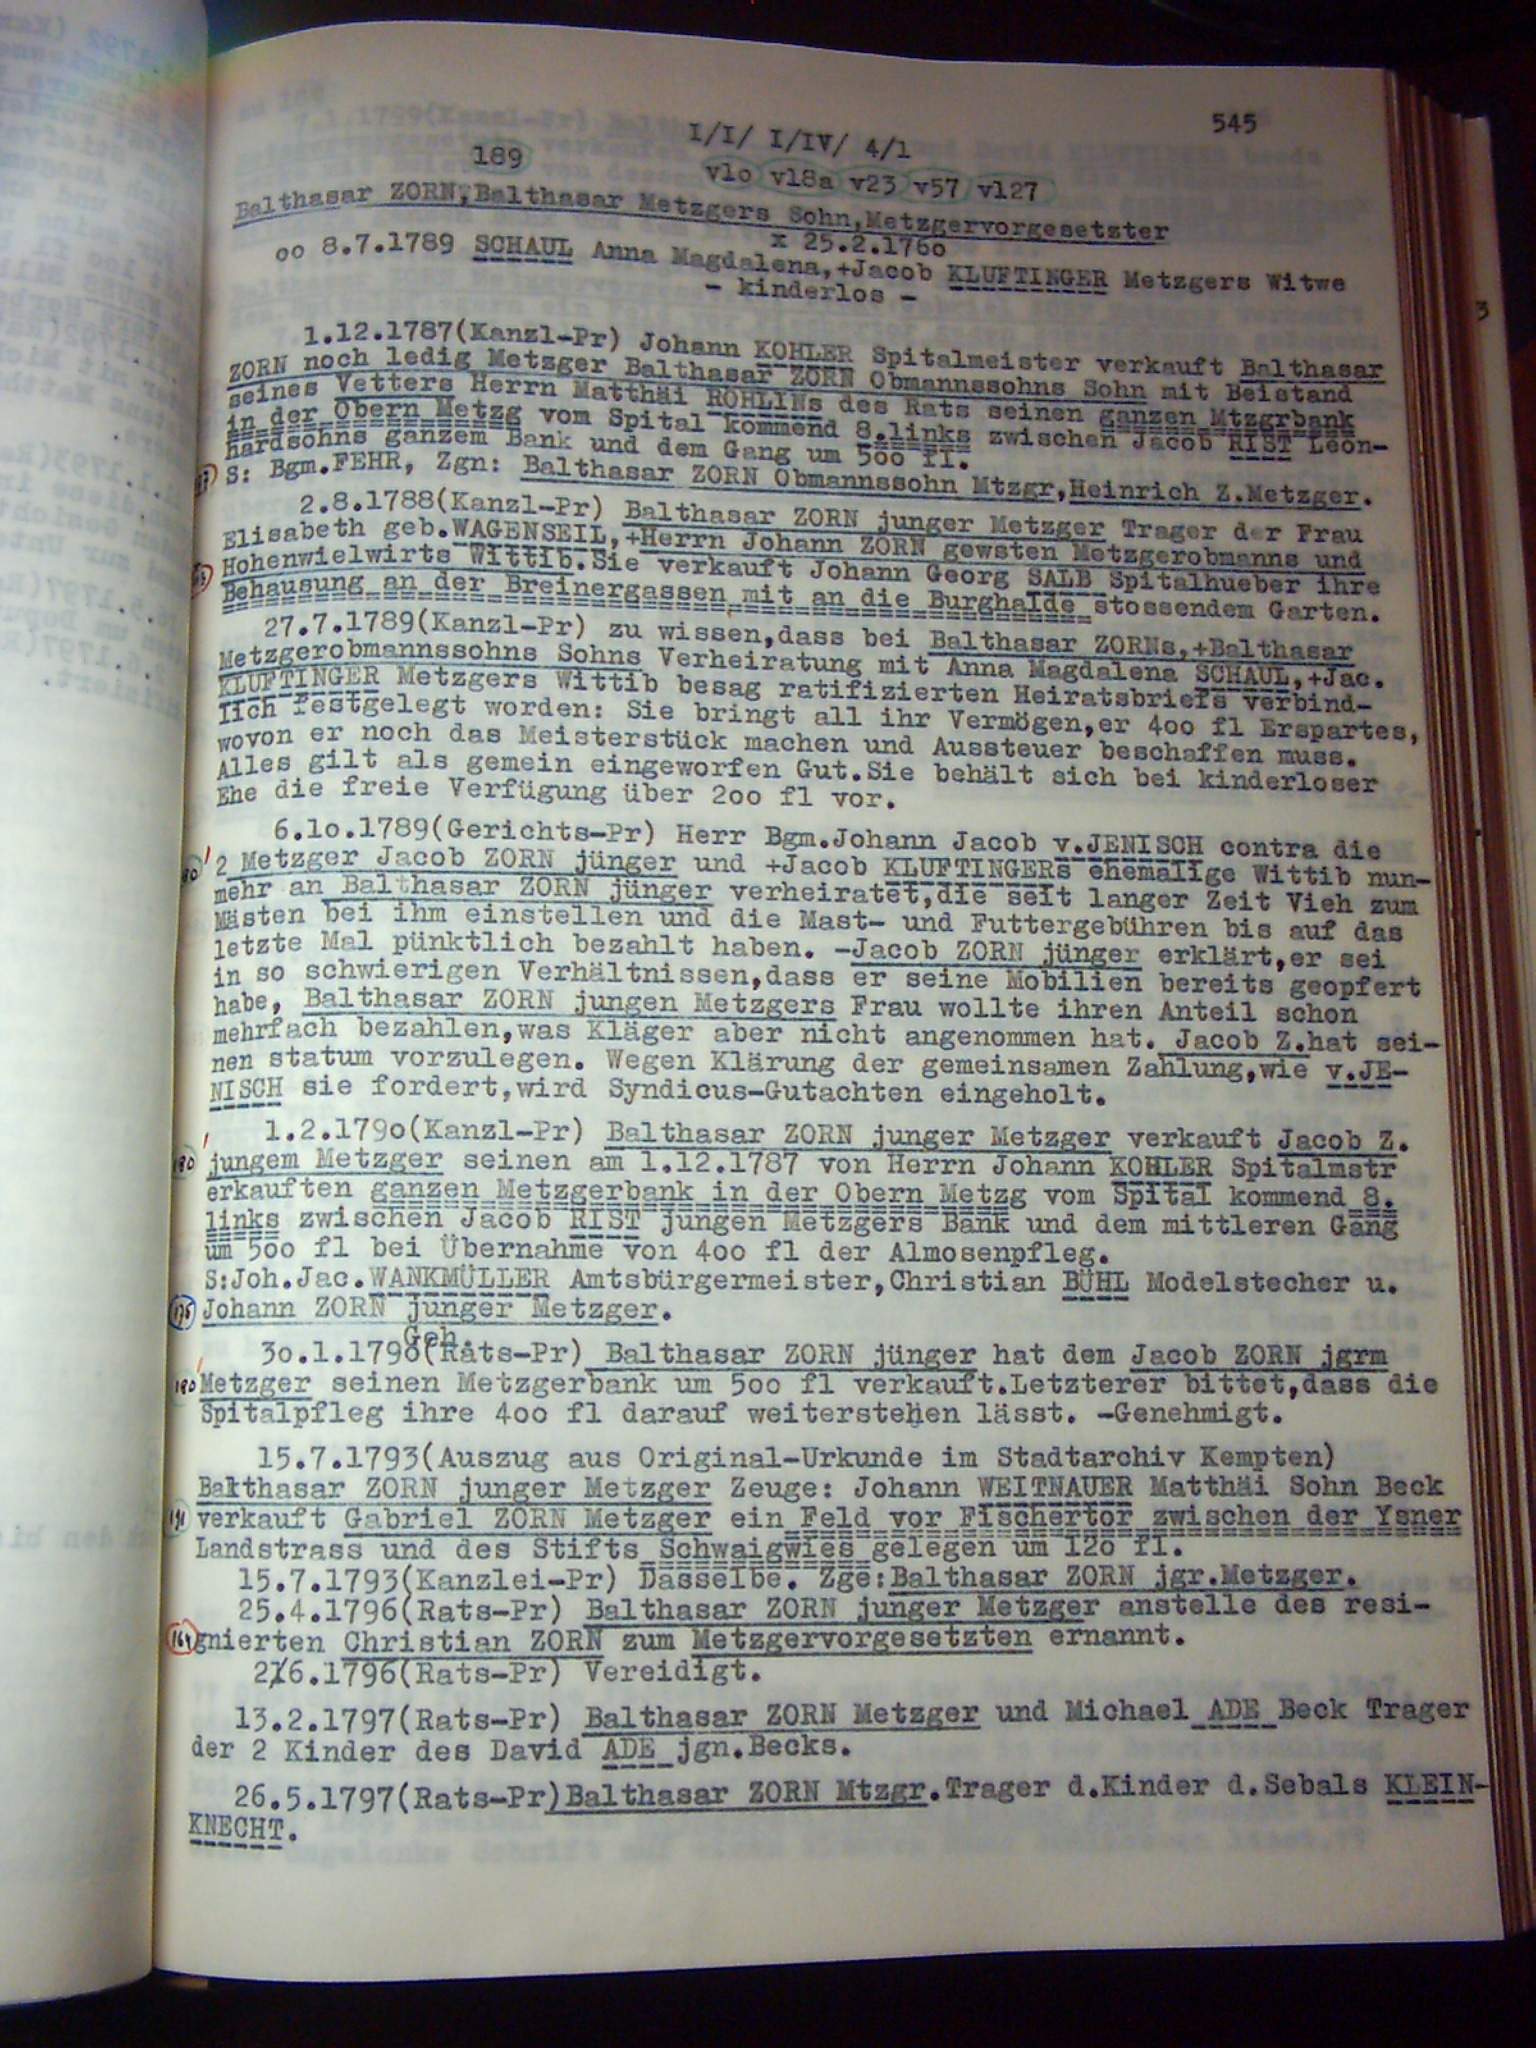 545
I/I/ I/IV/ 4/1
189
v1o v18a v23 v57 v127
Balthasar ZORN,Balthasar Metzgers Sohn,Metzgervorgesetzter
x 25.2.176o
oo 8.7.1789 SCHAUL Anna Magdalena,+Jacob KLUFTINGER Metzgers Witwe
- kinderlos -
1.12.1787(Kanzl-Pr) Johann KOHLER Spitalmeister verkauft Balthasar
ZORN noch ledig Metzger Balthasar ZORN Obmannssohns Sohn mit Beistand
seines Vetters Herrn Matthäi ROHLINs des Rats seinen ganzen Mtzgrbank
in der Obern Metzg vom Spital kommend 8.links zwischen Jacob RIST Leon-
hardsohns ganzem Bank und dem Gang um 5oo fl.
S: Bgm.FEHR, Zgn: Balthasar ZORN Obmannssohn Mtzgr,Heinrich Z.Metzger.
2.8.1788(Kanzl-Pr) Balthasar ZORN junger Metzger Trager der Frau
Elisabeth geb.WAGENSEIL,+Herrn Johann ZORN gewsten Metzgerobmanns und
Hohenwielwirts Wittib.Sie verkauft Johann Georg SALB Spitalhueber ihre
Behausung an der Breinergassen mit an die Burghalde stossendem Garten.
27.7.1789(Kanzl-Pr) zu wissen,dass bei Balthasar ZORNs,+Balthasar
Metzgerobmannssohns Sohns Verheiratung mit Anna Magdalena SCHAUL,+Jac.
KLUFTINGER Metzgers Wittib besag ratifizierten Heiratsbriefs verbind-
lich festgelegt worden: Sie bringt all ihr Vermögen,er 4oo fl Erspartes,
wovon er noch das Meisterstück machen und Aussteuer beschaffen muss.
Alles gilt als gemein eingeworfen Gut.Sie behält sich bei kinderloser
Ehe die freie Verfügung über 2oo fl vor.
6.1o.1789(Gerichts-Pr) Herr Bgm.Johann Jacob v.JENISCH contra die
2 Metzger Jacob ZORN jünger und +Jacob KLUFTINGERs ehemalige Wittib nun-
mehr an Balthasar ZORN jünger verheiratet,die seit langer Zeit Vieh zum
Mästen bei ihm einstellen und die Mast- und Futtergebühren bis auf das
letzte Mal pünktlich bezahlt haben. -Jacob ZORN jünger erklärt,er sei
in so schwierigen Verhältnissen,dass er seine Mobilien bereits geopfert
habe, Balthasar ZORN jungen Metzgers Frau wollte ihren Anteil schon
mehrfach bezahlen,was Kläger aber nicht angenommen hat. Jacob Z.hat sei-
nen statum vorzulegen. Wegen Klärung der gemeinsamen Zahlung,wie v.JE-
NISCH sie fordert,wird Syndicus-Gutachten eingeholt.
1.2.179o(Kanzl-Pr) Balthasar ZORN junger Metzger verkauft Jacob Z.
180 jungem Metzger seinen am 1.12.1787 von Herrn Johann KOHLER Spitalmstr
erkauften ganzen Metzgerbank in der Obern Metzg vom Spital kommend 8.
links zwischen Jacob RIST jungen Metzgers Bank und dem mittleren Gang
um 5oo fl bei Übernahme von 4oo fl der Almosenpfleg.
S:Joh.Jac.WANKMÜLLER Amtsbürgermeister,Christian BÜHL Modelstecher u.
175 Johann ZORN junger Metzger.
Geh.
3o.1.179o(Rats-Pr) Balthasar ZORN jünger hat dem Jacob ZORN jgrm
180 Metzger seinen Metzgerbank um 5oo fl verkauft.Letzterer bittet,dass die
Spitalpfleg ihre 4oo fl darauf weiterstehen lässt. -Genehmigt.
15.7.1793(Auszug aus Original-Urkunde im Stadtarchiv Kempten)
Balthasar ZORN junger Metzger Zeuge: Johann WEITNAUER Matthäi Sohn Beck
191 verkauft Gabriel ZORN Metzger ein Feld vor Fischertor zwischen der Ysner
Landstrass und des Stifts Schwaigwies gelegen um 12o fl.
15.7.1793(Kanzlei-Pr) Dasselbe. Zge:Balthasar ZORN jgr.Metzger.
25.4.1796(Rats-Pr) Balthasar ZORN junger Metzger anstelle des resi-
164 gnierten Christian ZORN zum Metzgervorgesetzten ernannt.
6.1796(Rats-Pr) Vereidigt.
13.2.1797(Rats-Pr) Balthasar ZORN Metzger und Michael ADE Beck Trager
der 2 Kinder des David ADE jgn.Becks.
26.5.1797(Rats-Pr)Balthasar ZORN Mtzgr.Trager d.Kinder d.Sebals KLEIN-
KNECHT.